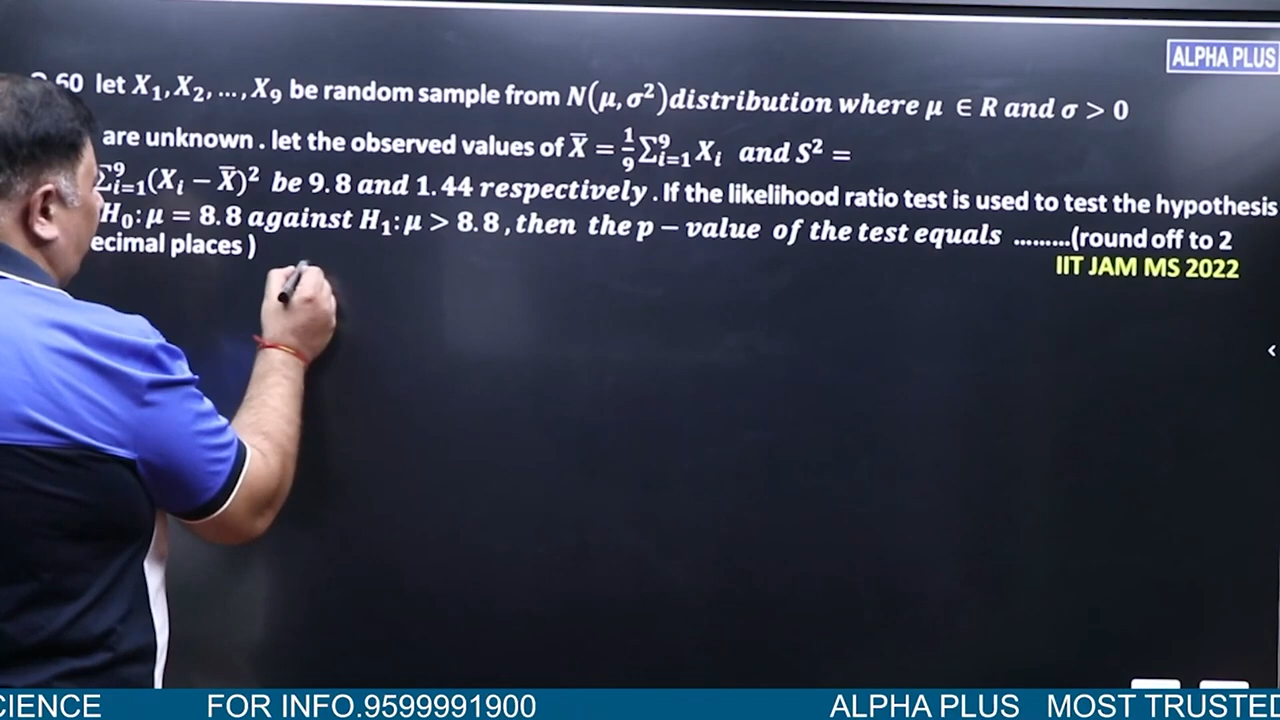 ALPHA PLUS
60 let X₁, X₂, ..., X₉ be random sample from N(μ, σ²)distribution where μ ∈ R and σ > 0
are unknown . let the observed values of X̄ = 1/9 Σ⁹ᵢ₌₁ Xᵢ and S² =
Σ⁹ᵢ₌₁(Xᵢ − X̄)² be 9.8 and 1.44 respectively . If the likelihood ratio test is used to test the hypothesis
H₀: μ = 8.8 against H₁: μ > 8.8 , then the p − value of the test equals .........(round off to 2
ecimal places )
IIT JAM MS 2022
CIENCE FOR INFO.9599991900 ALPHA PLUS MOST TRUSTED